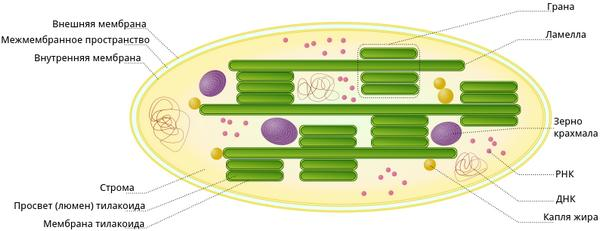 Внешняя мембрана
Межмембранное пространство
Внутренняя мембрана
Строма
Просвет (люмен) тилакоида
Мембрана тилакоида
Грана
Ламелла
Зерно
крахмала
РНК
ДНК
Капля жира